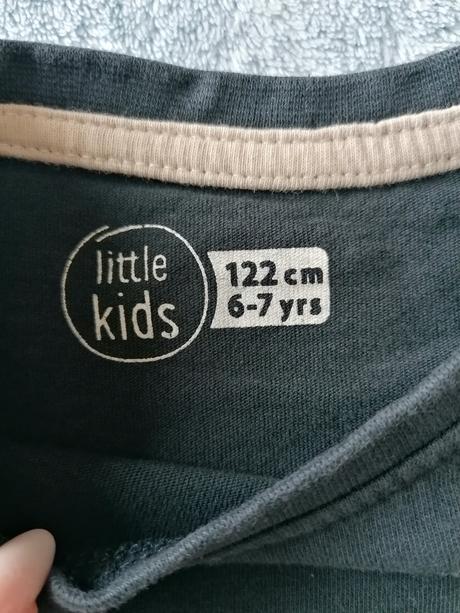 little
kids
122 cm
6-7 yrs